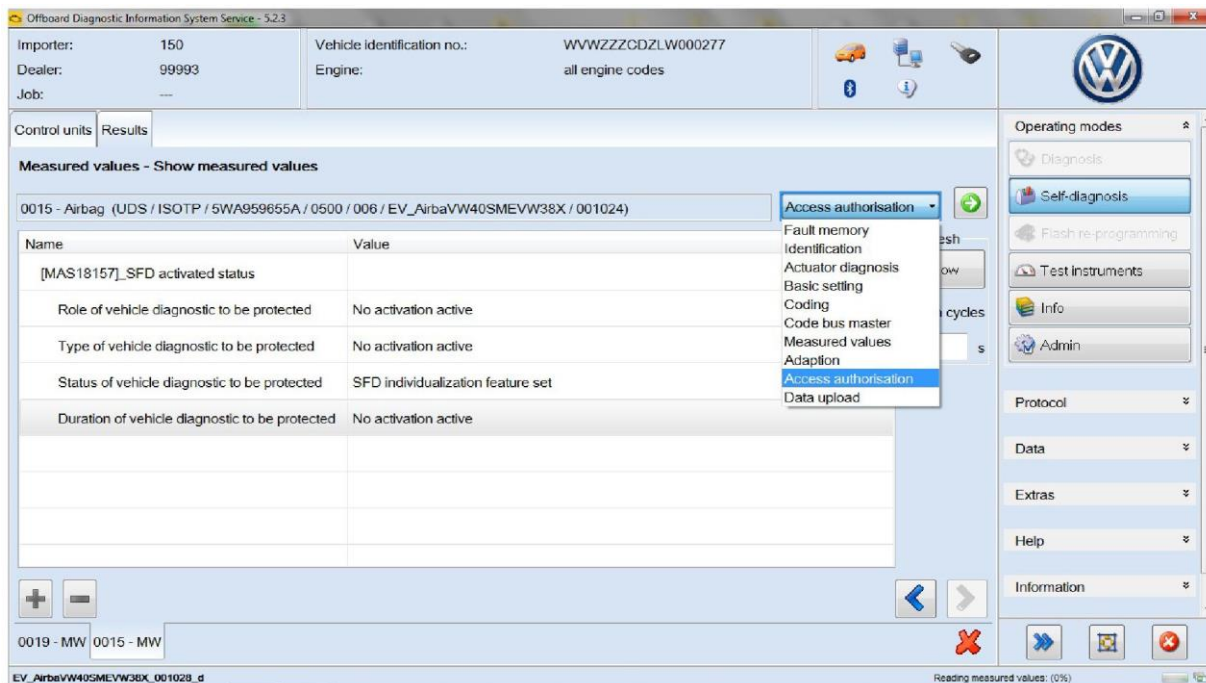 Offboard Diagnostic Information System Service - 5.2.3
Importer: 150
Dealer: 99993
Job: ---
Vehicle identification no.: WVWZZZCDZLW000277
Engine: all engine codes
Control units Results
Measured values - Show measured values
0015 - Airbag (UDS / ISOTP / 5WA959655A / 0500 / 006 / EV_AirbaVW40SMEVW38X / 001024)
Access authorisation
Fault memory
Identification
Actuator diagnosis
Basic setting
Coding
Code bus master
Measured values
Adaption
Access authorisation
Data upload
esh
ow
cycles
s
Name Value
[MAS18157]_SFD activated status
Role of vehicle diagnostic to be protected No activation active
Type of vehicle diagnostic to be protected No activation active
Status of vehicle diagnostic to be protected SFD individualization feature set
Duration of vehicle diagnostic to be protected No activation active
0019 - MW 0015 - MW
EV_AirbaVW40SMEVW38X_001028_d
Reading measured values: (0%)
Operating modes
Diagnosis
Self-diagnosis
Flash re-programming
Test instruments
Info
Admin
Protocol
Data
Extras
Help
Information